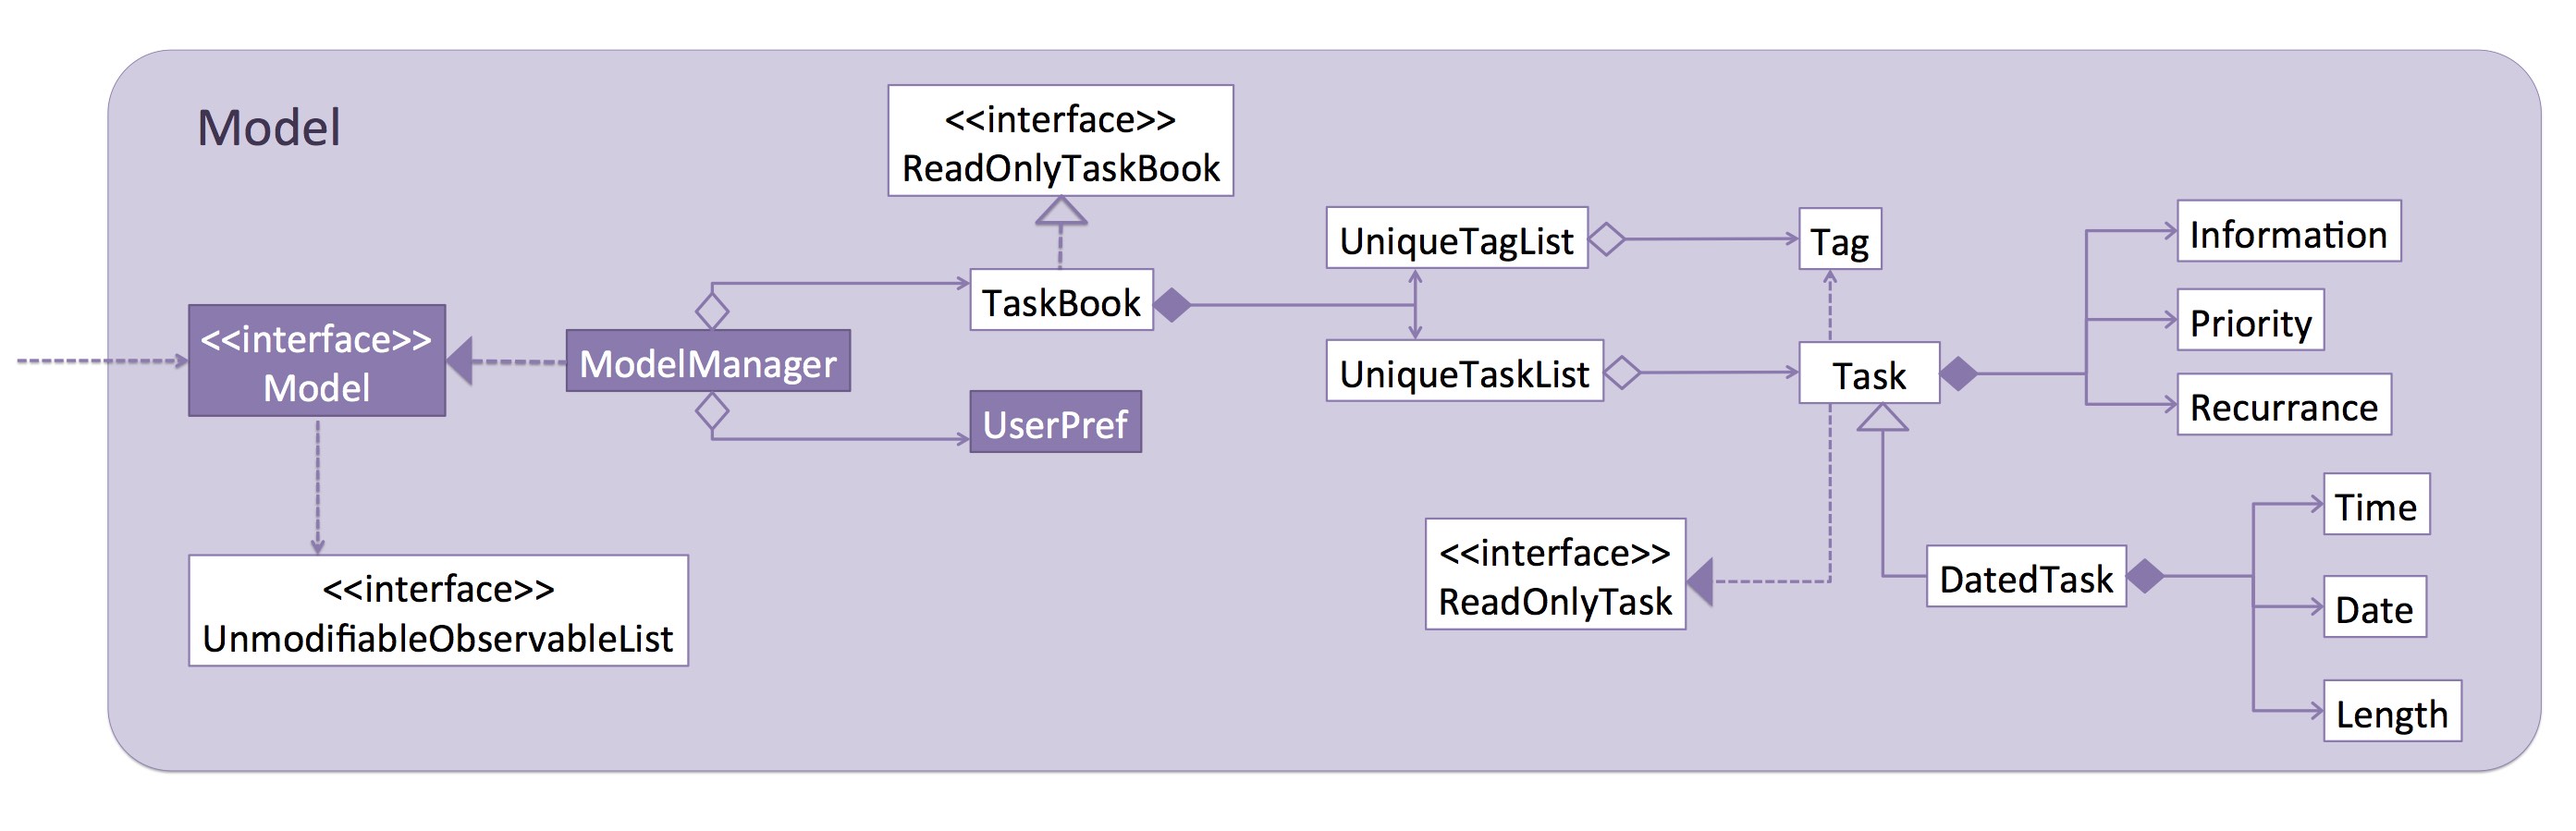 Model
<<interface>>
ReadOnlyTaskBook
UniqueTagList
Tag
Information
TaskBook
Priority
<<interface>>
Model
ModelManager
UniqueTaskList
Task
Recurrance
UserPref
Time
<<interface>>
ReadOnlyTask
DatedTask
Date
<<interface>>
UnmodifiableObservableList
Length